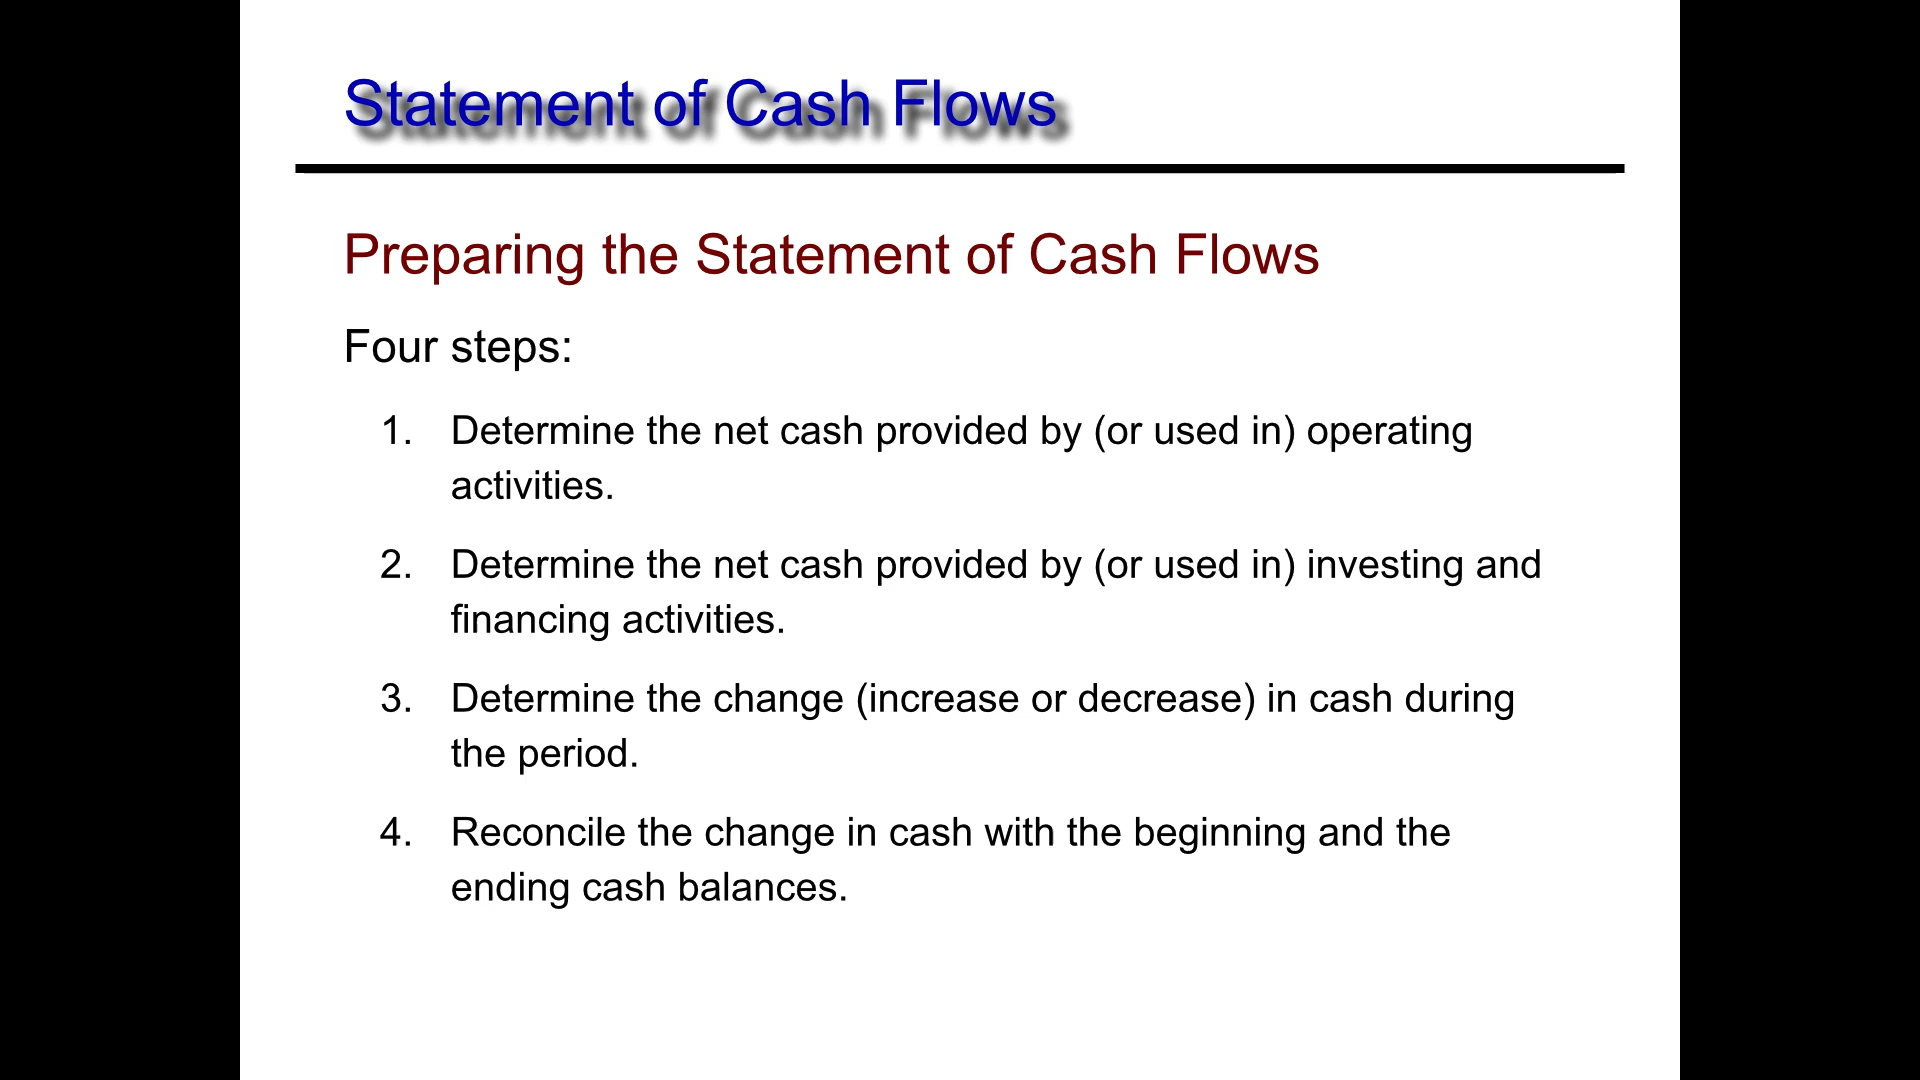 Statement of Cash Flows
Preparing the Statement of Cash Flows
Four steps:
1. Determine the net cash provided by (or used in) operating
activities.
2. Determine the net cash provided by (or used in) investing and
financing activities.
3. Determine the change (increase or decrease) in cash during
the period.
4. Reconcile the change in cash with the beginning and the
ending cash balances.